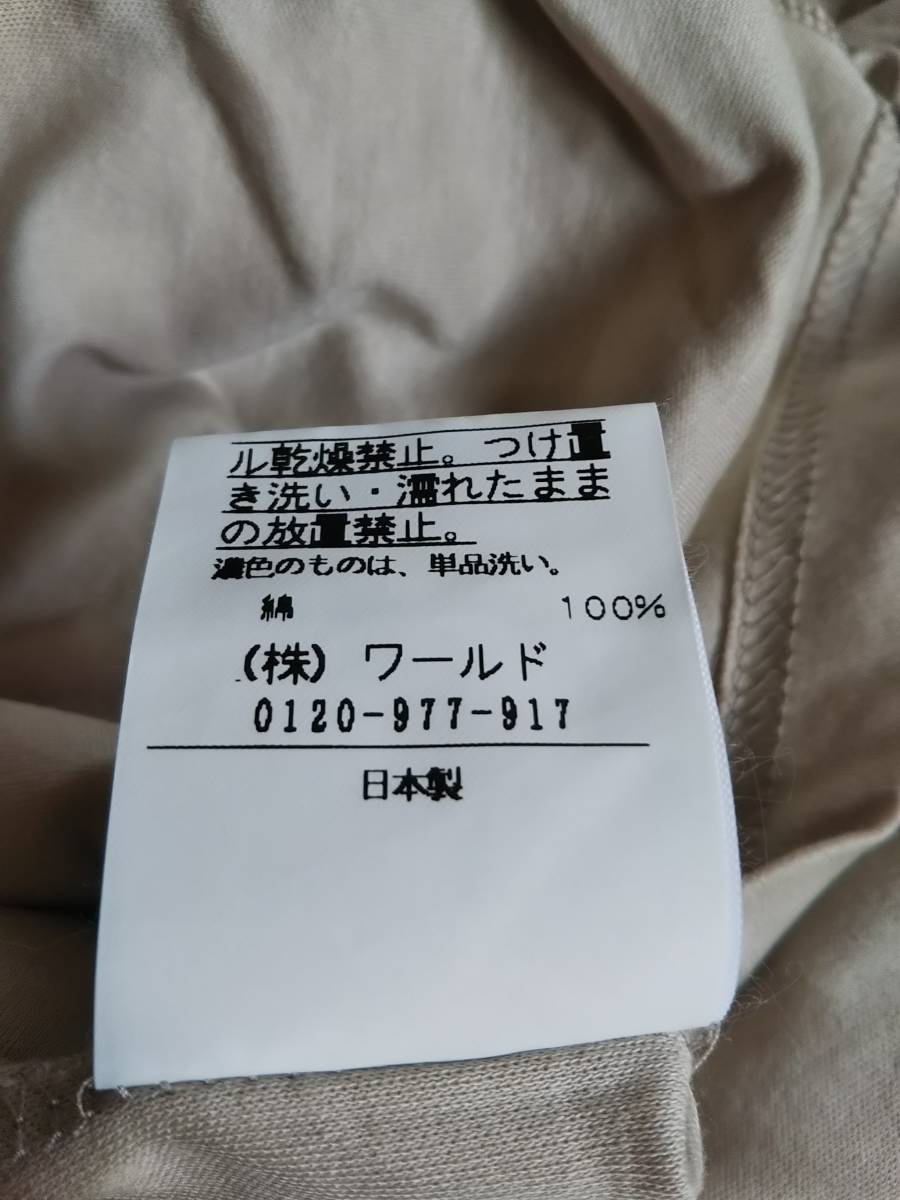 ル乾燥禁止。つけ置
き洗い・濡れたまま
の放置禁止。
濃色のものは、単品洗い。
綿 100%
(株) ワールド
0120-977-917
日本製